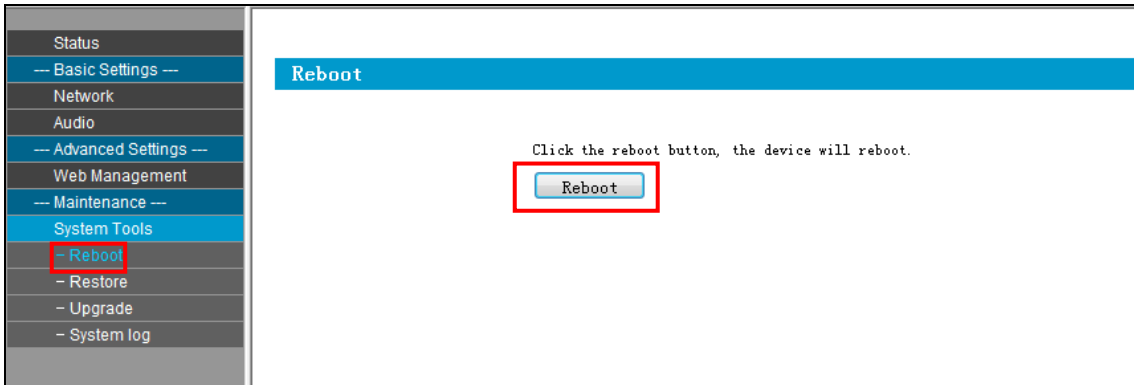 Status
--- Basic Settings ---
Network
Audio
--- Advanced Settings ---
Web Management
--- Maintenance ---
System Tools
– Reboot
– Restore
– Upgrade
– System log
Reboot
Click the reboot button, the device will reboot.
Reboot